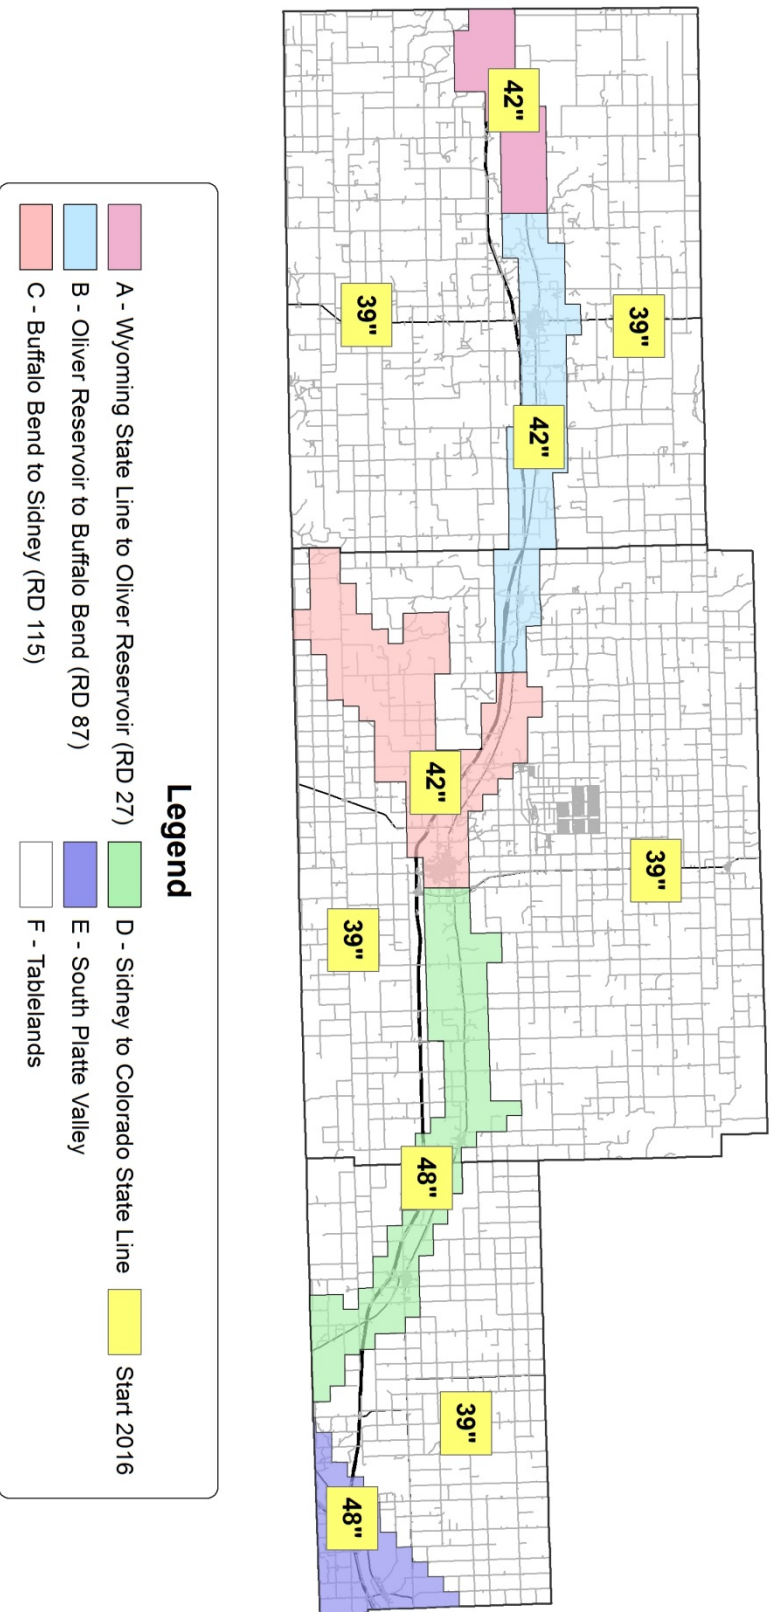 42"
39"
39"
42"
42"
39"
39"
48"
39"
48"
Legend
A - Wyoming State Line to Oliver Reservoir (RD 27)
B - Oliver Reservoir to Buffalo Bend (RD 87)
C - Buffalo Bend to Sidney (RD 115)
D - Sidney to Colorado State Line
E - South Platte Valley
F - Tablelands
Start 2016